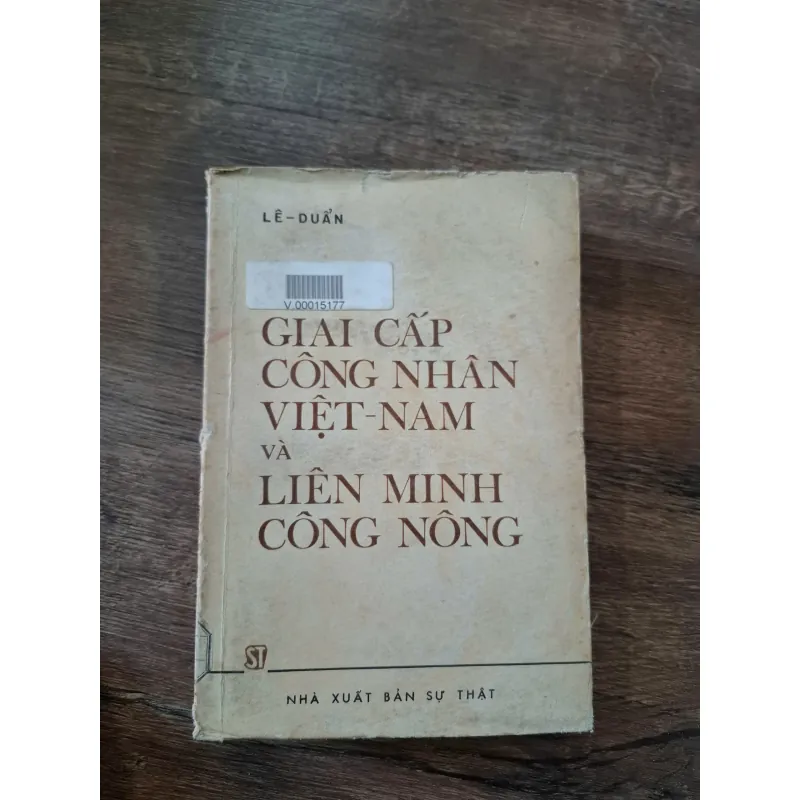 LÊ-DUẨN
V.00015177
GIAI CẤP
CÔNG NHÂN
VIỆT-NAM
VÀ
LIÊN MINH
CÔNG NÔNG
ST
NHÀ XUẤT BẢN SỰ THẬT